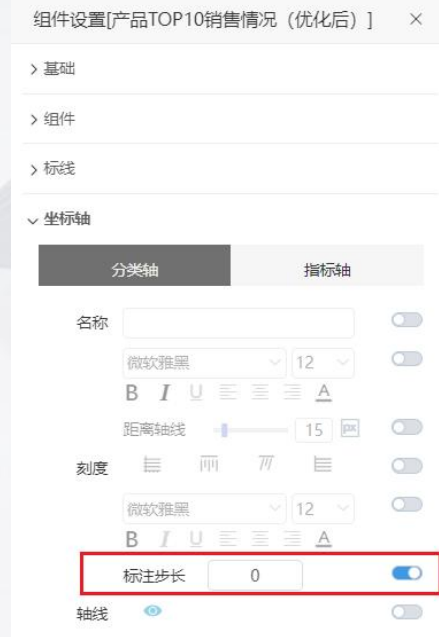 组件设置[产品TOP10销售情况（优化后）] ×
基础
组件
标线
坐标轴
分类轴 指标轴
名称
微软雅黑 12
B I U A
距离轴线 15 px
刻度
微软雅黑 12
B I U A
标注步长 0
轴线